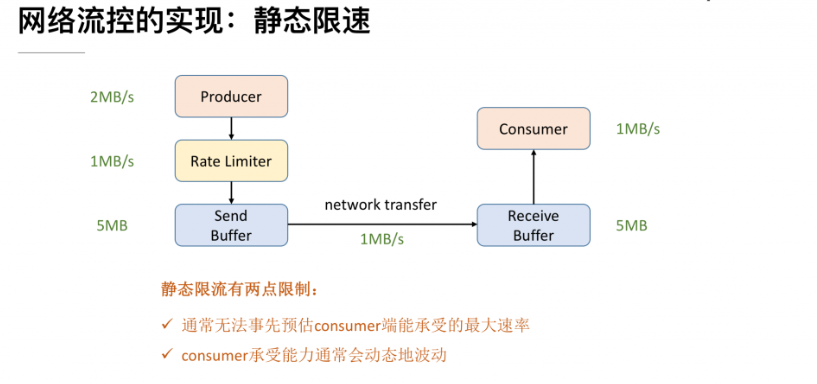 网络流控的实现：静态限速
2MB/s
Producer
1MB/s
Rate Limiter
5MB
Send
Buffer
network transfer
1MB/s
Consumer
1MB/s
Receive
Buffer
5MB
静态限流有两点限制：
✓ 通常无法事先预估consumer端能承受的最大速率
✓ consumer承受能力通常会动态地波动